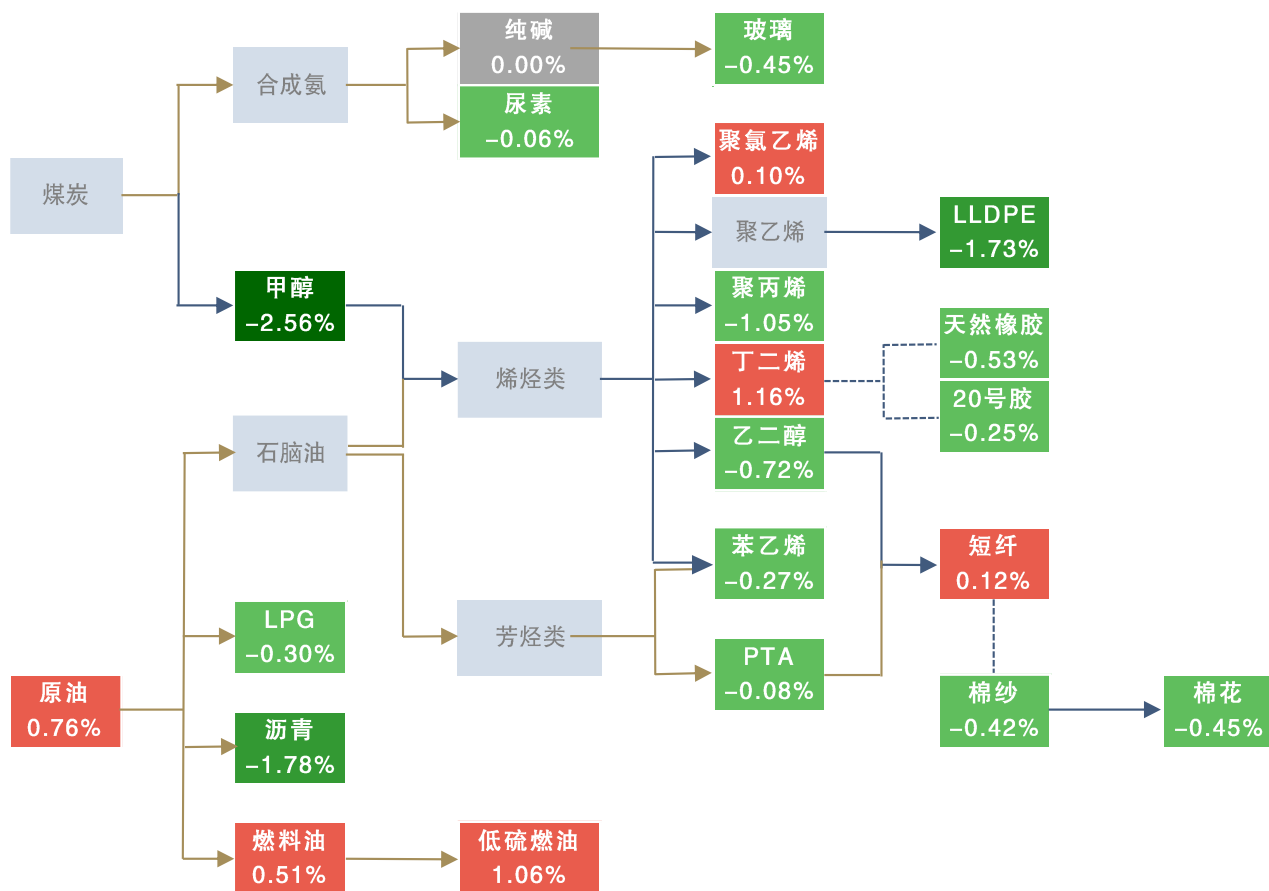 纯碱
0.00%
玻璃
-0.45%
合成氨
尿素
-0.06%
聚氯乙烯
0.10%
煤炭
聚乙烯
LLDPE
-1.73%
甲醇
-2.56%
聚丙烯
-1.05%
天然橡胶
-0.53%
烯烃类
丁二烯
1.16%
20号胶
-0.25%
石脑油
乙二醇
-0.72%
苯乙烯
-0.27%
短纤
0.12%
LPG
-0.30%
芳烃类
PTA
-0.08%
原油
0.76%
棉纱
-0.42%
棉花
-0.45%
沥青
-1.78%
燃料油
0.51%
低硫燃油
1.06%